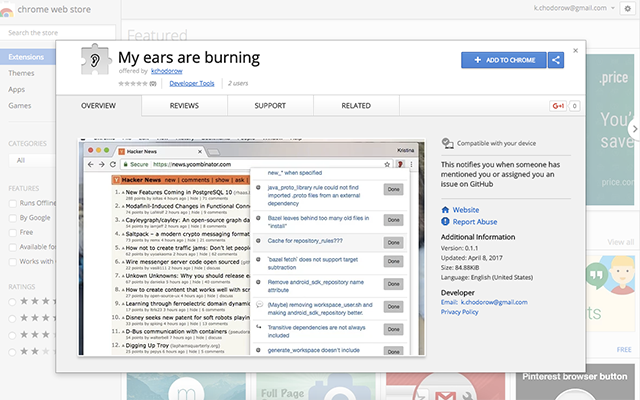 chrome web store
k.chodorow@gmail.com
Search the store
Featured
Extensions
Themes
Apps
Games
CATEGORIES
All
FEATURES
Runs Offline
By Google
Free
Available for
Works with
RATINGS
My ears are burning
offered by kchodorow
(0)
Developer Tools
2 users
ADD TO CHROME
OVERVIEW
REVIEWS
SUPPORT
RELATED
G+1
0
Hacker News
Kristina
Secure
https://news.ycombinator.com
Hacker News new | comments | show | ask |
1. New Features Coming in PostgreSQL 10
2. Modafinil-Induced Changes in Functional Conne
3. Cayleygraph/cayley: An open-source graph da
4. Saltpack – a modern crypto messaging format
5. How not to create traffic jams: Don't let people
6. Wire messenger server code open sourced
7. Unkown Unknowns: Why you should release ea
8. How to create content that works well with scr
9. Learning through ferroelectric domain dynamic
10. Disney seeks new patent for soft robots playing
11. D-Bus communication with containers
12. Digging Up Troy
new_* when specified
java_proto_library rule could not find
imported .proto files from an external
dependency
Done
Bazel leaves behind too many old files in
"install"
Done
Cache for repository_rules???
Done
`bazel fetch` does not support target
subtraction
Done
Remove android_sdk_repository name
attribute
Done
(Maybe) removing workspace_user.sh and
making android_sdk_repository better.
Done
Transitive dependencies are not always
included
Done
generate_workspace doesn't include
Done
Compatible with your device
This notifies you when someone has
mentioned you or assigned you an
issue on GitHub
Website
Report Abuse
Additional Information
Version: 0.1.1
Updated: April 8, 2017
Size: 84.88KiB
Language: English (United States)
Developer
Email: k.chodorow@gmail.com
Privacy Policy
.price
You'
save
.price.com
View all
ts
FREE
Full Page
Pinterest browser
button